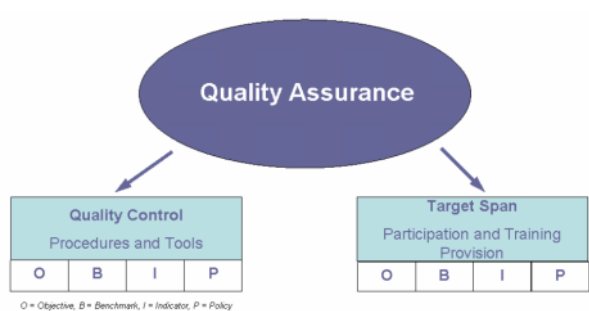 Quality Assurance
Quality Control
Procedures and Tools
O B I P
Target Span
Participation and Training
Provision
O B I P
O = Objective, B = Benchmark, I = Indicator, P = Policy